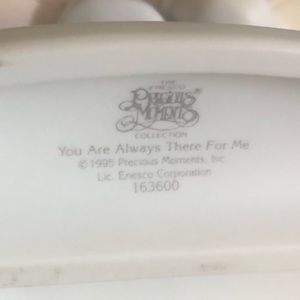 THE
ENESCO
PRECIOUS
MOMENTS®
COLLECTION
You Are Always There For Me
© 1995 Precious Moments, Inc.
Lic. Enesco Corporation
163600